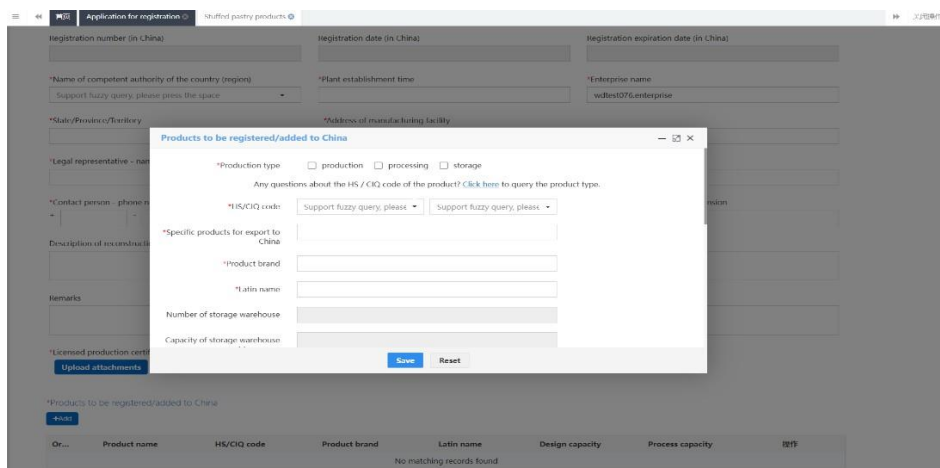 首页 Application for registration Stuffed pastry products 关闭操作
Registration number (in China) Registration date (in China) Registration expiration date (in China)
*Name of competent authority of the country (region) *Plant establishment time *Enterprise name
Support fuzzy query, please press the space wdtest076.enterprise
*State/Province/Territory *Address of manufacturing facility
Products to be registered/added to China
*Legal representative - nam
*Production type production processing storage
Any questions about the HS / CIQ code of the product? Click here to query the product type.
*Contact person - phone n
*HS/CIQ code Support fuzzy query, please Support fuzzy query, please
+ -
*Specific products for export to China
Description of reconstructi
*Product brand
*Latin name
Remarks
Number of storage warehouse
Capacity of storage warehouse
*Licensed production certif
Save Reset
Upload attachments
*Products to be registered/added to China
+Add
Or... Product name HS/CIQ code Product brand Latin name Design capacity Process capacity 操作
No matching records found